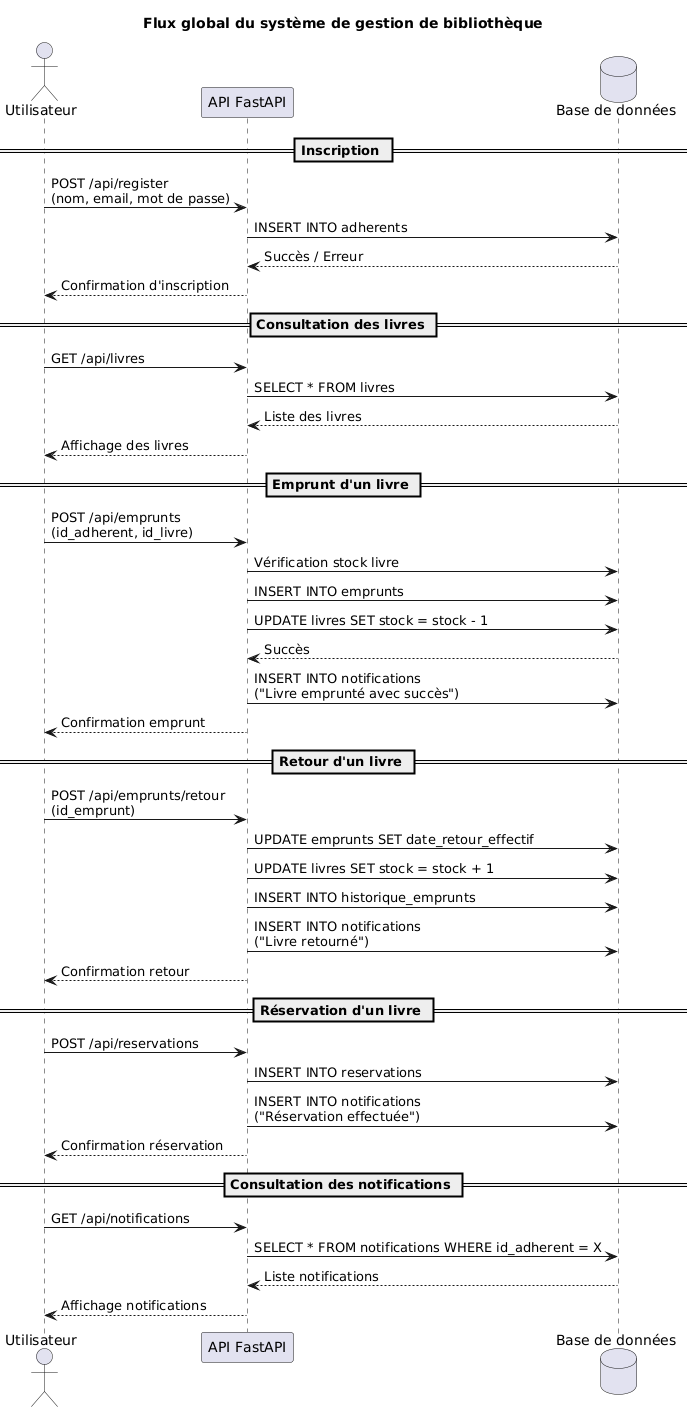 Flux global du système de gestion de bibliothèque
Utilisateur
API FastAPI
Base de données
Inscription
POST /api/register
(nom, email, mot de passe)
INSERT INTO adherents
Succès / Erreur
Confirmation d'inscription
Consultation des livres
GET /api/livres
SELECT * FROM livres
Liste des livres
Affichage des livres
Emprunt d'un livre
POST /api/emprunts
(id_adherent, id_livre)
Vérification stock livre
INSERT INTO emprunts
UPDATE livres SET stock = stock - 1
Succès
INSERT INTO notifications
("Livre emprunté avec succès")
Confirmation emprunt
Retour d'un livre
POST /api/emprunts/retour
(id_emprunt)
UPDATE emprunts SET date_retour_effectif
UPDATE livres SET stock = stock + 1
INSERT INTO historique_emprunts
INSERT INTO notifications
("Livre retourné")
Confirmation retour
Réservation d'un livre
POST /api/reservations
INSERT INTO reservations
INSERT INTO notifications
("Réservation effectuée")
Confirmation réservation
Consultation des notifications
GET /api/notifications
SELECT * FROM notifications WHERE id_adherent = X
Liste notifications
Affichage notifications
Utilisateur
API FastAPI
Base de données